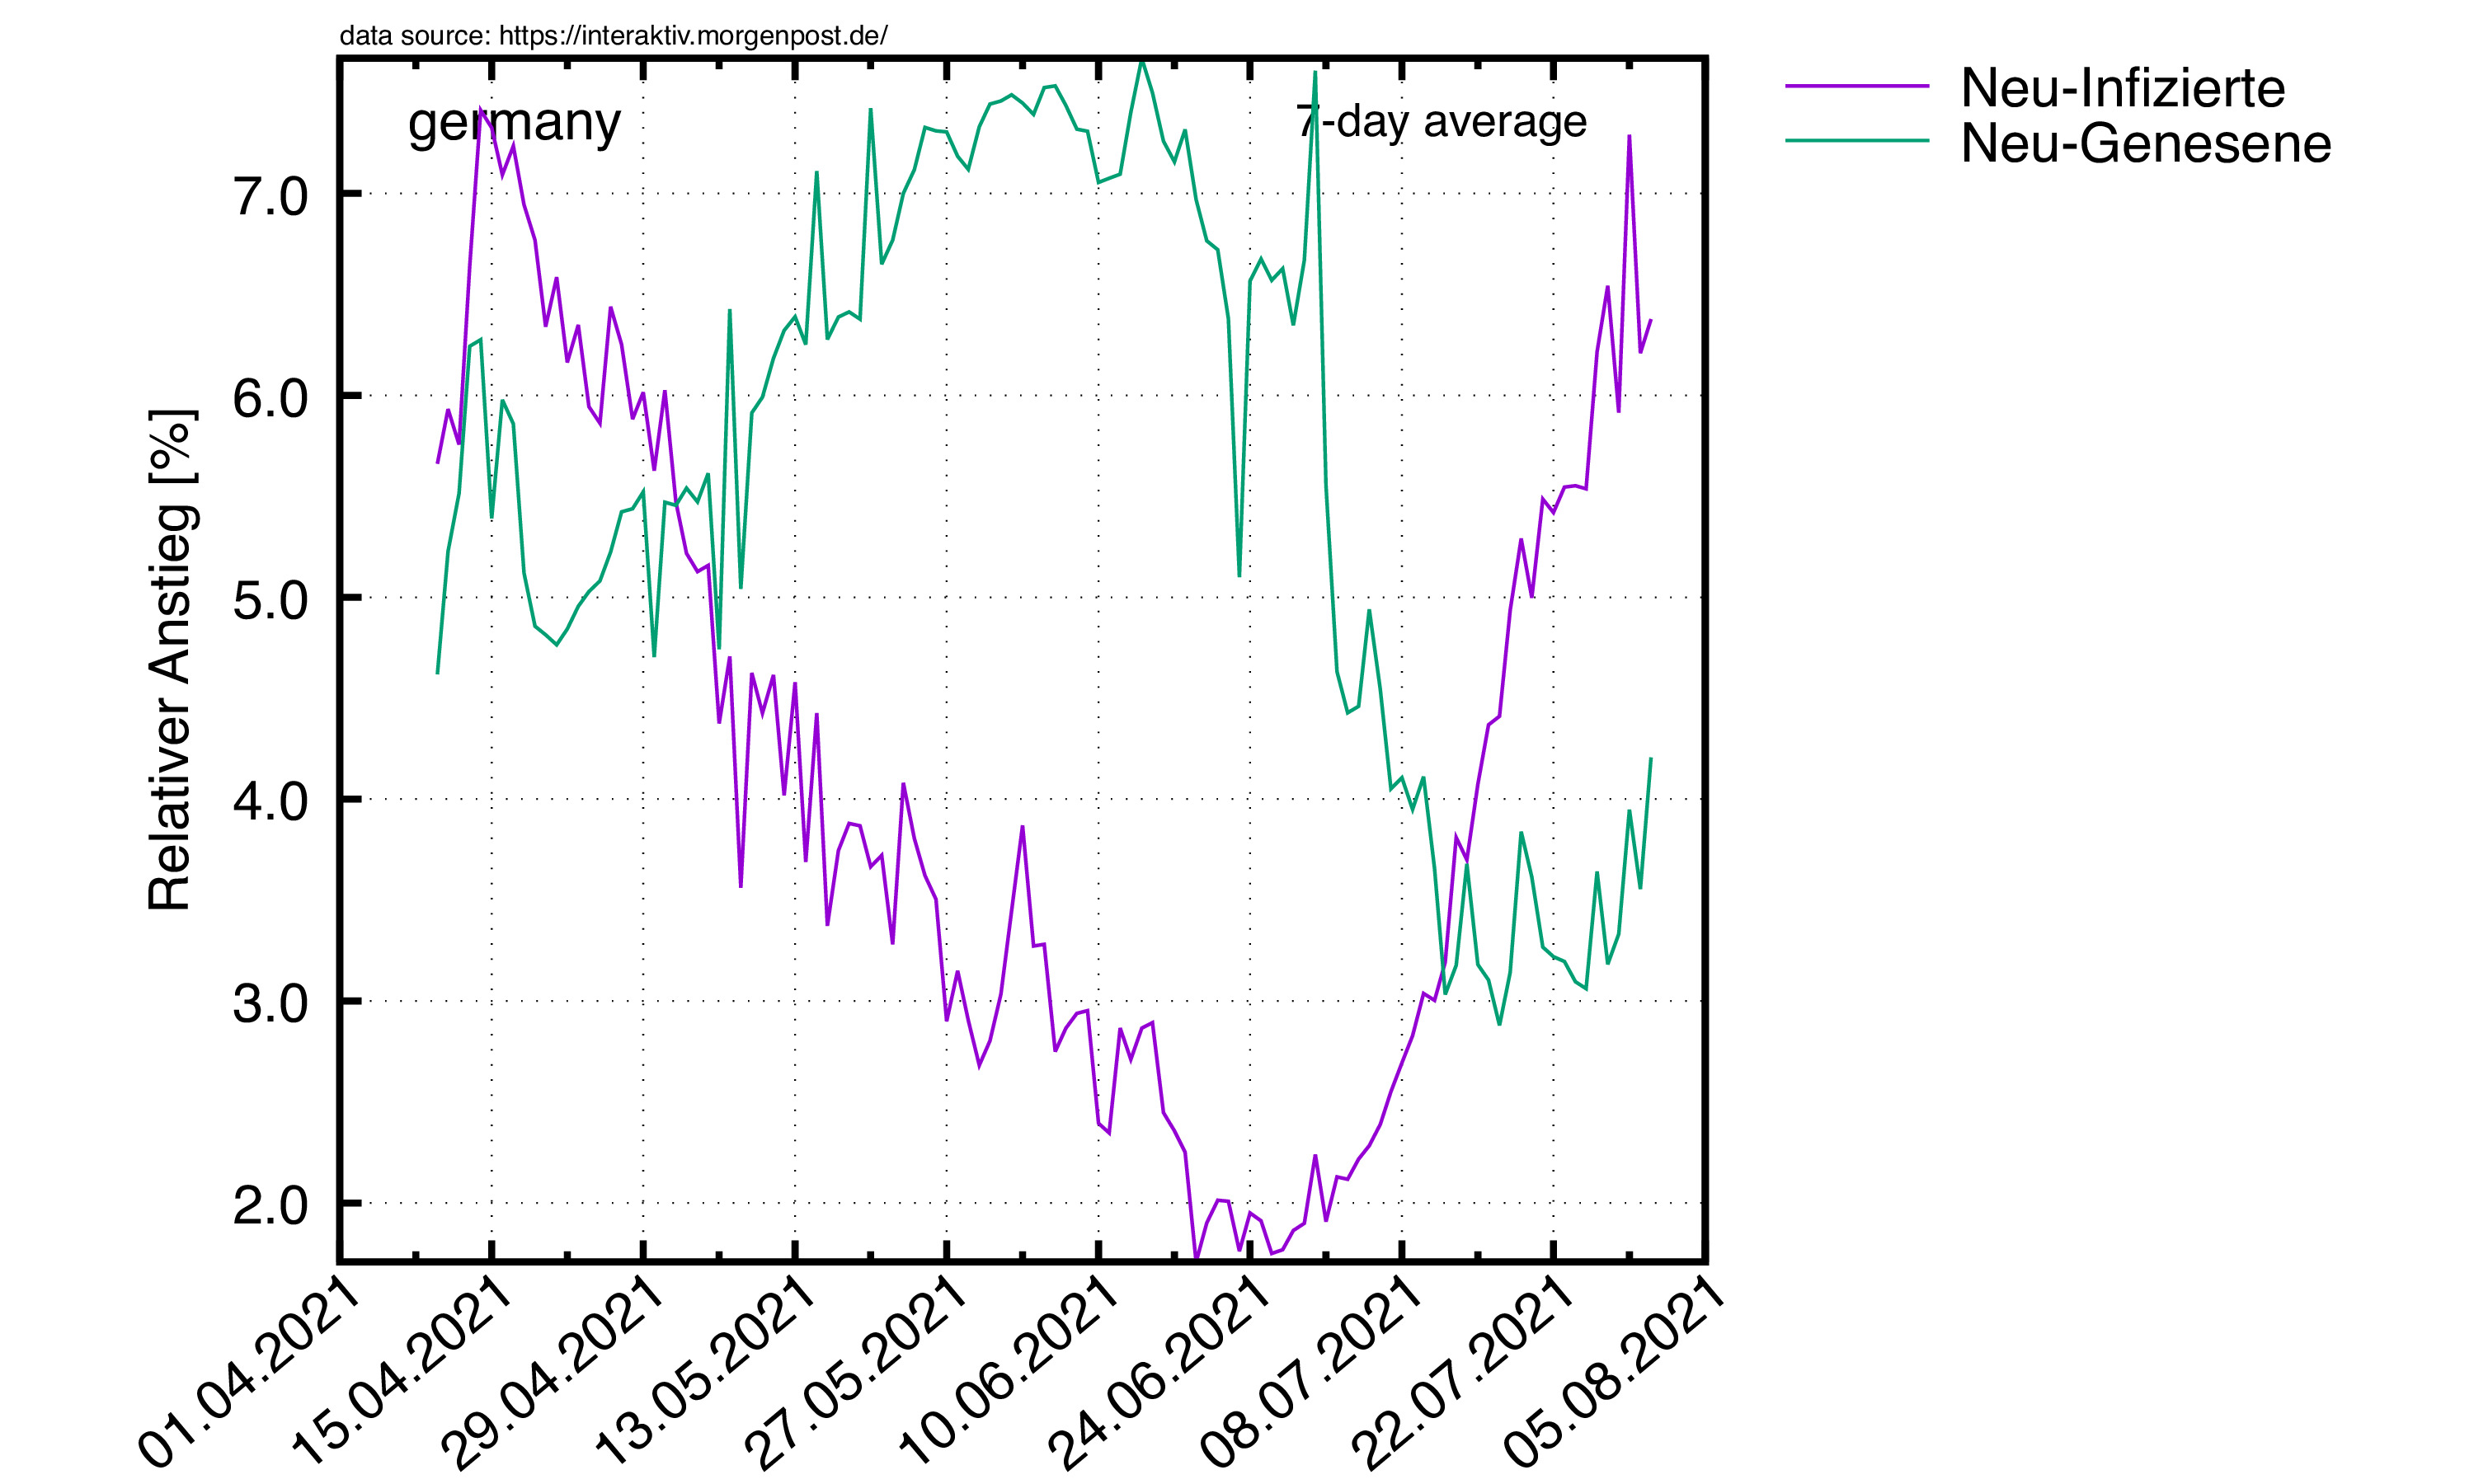 data source: https://interaktiv.morgenpost.de/
germany
7-day average
Neu-Infizierte
Neu-Genesene
Relativer Anstieg [%]
7.0
6.0
5.0
4.0
3.0
2.0
01.04.2021
15.04.2021
29.04.2021
13.05.2021
27.05.2021
10.06.2021
24.06.2021
08.07.2021
22.07.2021
05.08.2021